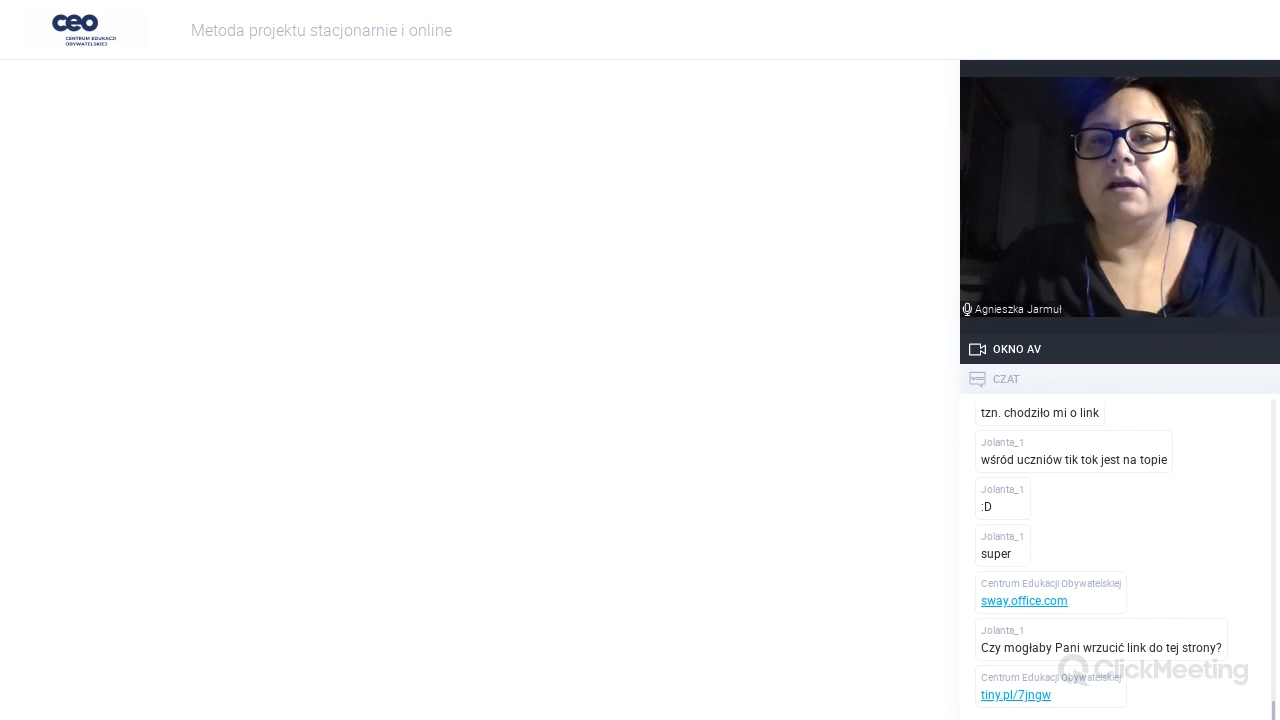 ceo
CENTRUM EDUKACJI
OBYWATELSKIEJ
Metoda projektu stacjonarnie i online
Agnieszka Jarmuł
OKNO AV
CZAT
tzn. chodziło mi o link
Jolanta_1
wśród uczniów tik tok jest na topie
Jolanta_1
:D
Jolanta_1
super
Centrum Edukacji Obywatelskiej
sway.office.com
Jolanta_1
Czy mogłaby Pani wrzucić link do tej strony?
Centrum Edukacji Obywatelskiej
tiny.pl/7jngw
ClickMeeting